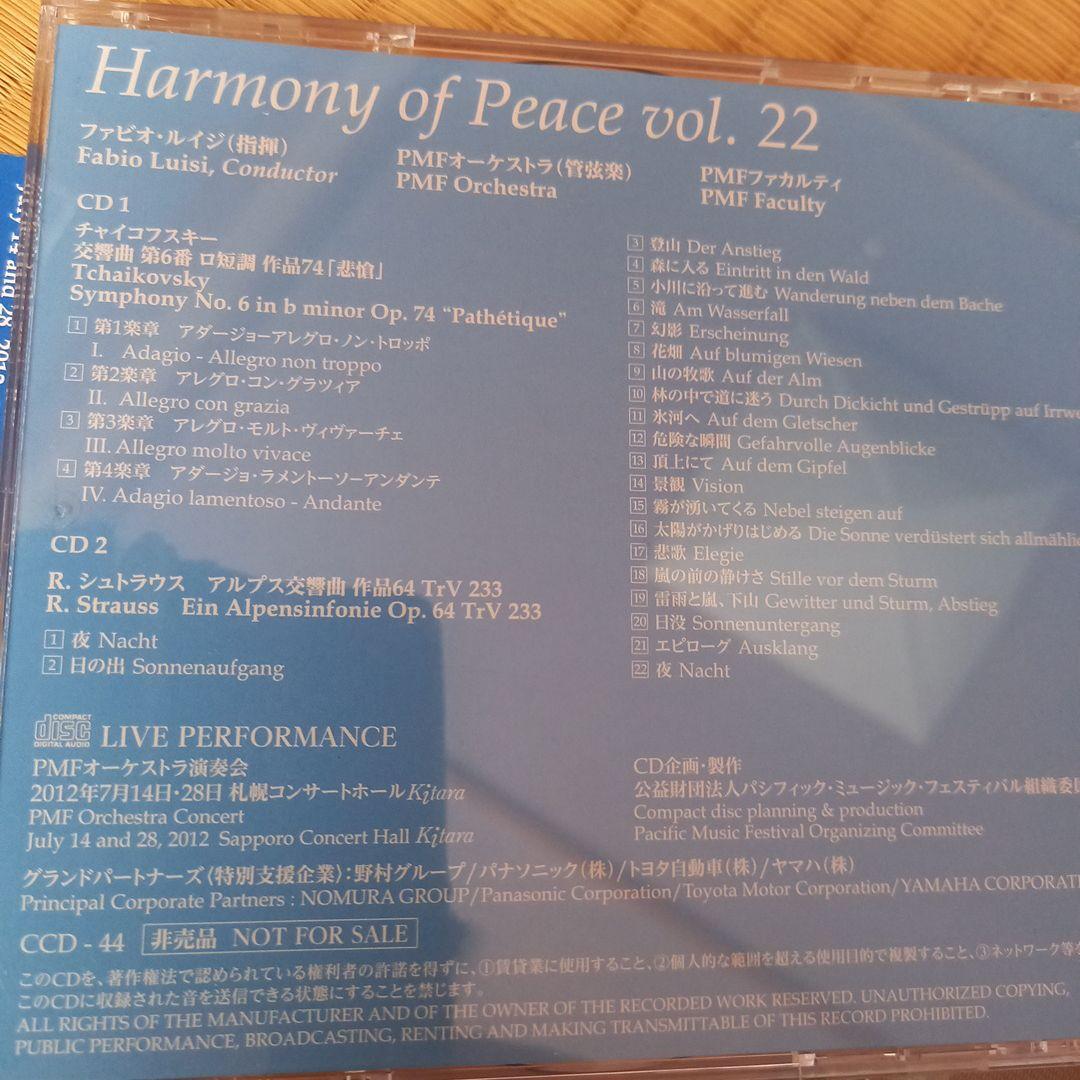 Harmony of Peace vol. 22
ファビオ・ルイジ(指揮)
Fabio Luisi, Conductor
PMFオーケストラ(管弦楽)
PMF Orchestra
PMFファカルティ
PMF Faculty
CD 1
チャイコフスキー
交響曲 第6番 ロ短調 作品74「悲愴」
Tchaikovsky
Symphony No. 6 in b minor Op. 74 "Pathétique"
1 第1楽章 アダージョーアレグロ・ノン・トロッポ
I. Adagio - Allegro non troppo
2 第2楽章 アレグロ・コン・グラツィア
II. Allegro con grazia
3 第3楽章 アレグロ・モルト・ヴィヴァーチェ
III. Allegro molto vivace
4 第4楽章 アダージョ・ラメントーソーアンダンテ
IV. Adagio lamentoso - Andante
CD 2
R. シュトラウス アルプス交響曲 作品64 TrV 233
R. Strauss Ein Alpensinfonie Op. 64 TrV 233
1 夜 Nacht
2 日の出 Sonnenaufgang
3 登山 Der Anstieg
4 森に入る Eintritt in den Wald
5 小川に沿って進む Wanderung neben dem Bache
6 滝 Am Wasserfall
7 幻影 Erscheinung
8 花畑 Auf blumigen Wiesen
9 山の牧歌 Auf der Alm
10 林の中で道に迷う Durch Dickicht und Gestrüpp auf Irrwe
11 氷河へ Auf dem Gletscher
12 危険な瞬間 Gefahrvolle Augenblicke
13 頂上にて Auf dem Gipfel
14 景観 Vision
15 霧が湧いてくる Nebel steigen auf
16 太陽がかげりはじめる Die Sonne verdüstert sich allmählic
17 悲歌 Elegie
18 嵐の前の静けさ Stille vor dem Sturm
19 雷雨と嵐、下山 Gewitter und Sturm, Abstieg
20 日没 Sonnenuntergang
21 エピローグ Ausklang
22 夜 Nacht
COMPACT disc DIGITAL AUDIO
LIVE PERFORMANCE
PMFオーケストラ演奏会
2012年7月14日・28日 札幌コンサートホールKitara
PMF Orchestra Concert
July 14 and 28, 2012 Sapporo Concert Hall Kitara
CD企画・製作
公益財団法人パシフィック・ミュージック・フェスティバル組織委員
Compact disc planning & production
Pacific Music Festival Organizing Committee
グランドパートナーズ〈特別支援企業〉:野村グループ/パナソニック(株)/トヨタ自動車(株)/ヤマハ(株)
Principal Corporate Partners : NOMURA GROUP/Panasonic Corporation/Toyota Motor Corporation/YAMAHA CORPORATI
CCD - 44 非売品 NOT FOR SALE
このCDを、著作権法で認められている権利者の許諾を得ずに、①賃貸業に使用すること、②個人的な範囲を超える使用目的で複製すること、③ネットワーク等を
このCDに収録された音を送信できる状態にすることを禁じます。
ALL RIGHTS OF THE MANUFACTURER AND OF THE OWNER OF THE RECORDED WORK RESERVED. UNAUTHORIZED COPYING,
PUBLIC PERFORMANCE, BROADCASTING, RENTING AND MAKING TRANSMITTABLE OF THIS RECORD PROHIBITED.
July 14 and 28, 2012